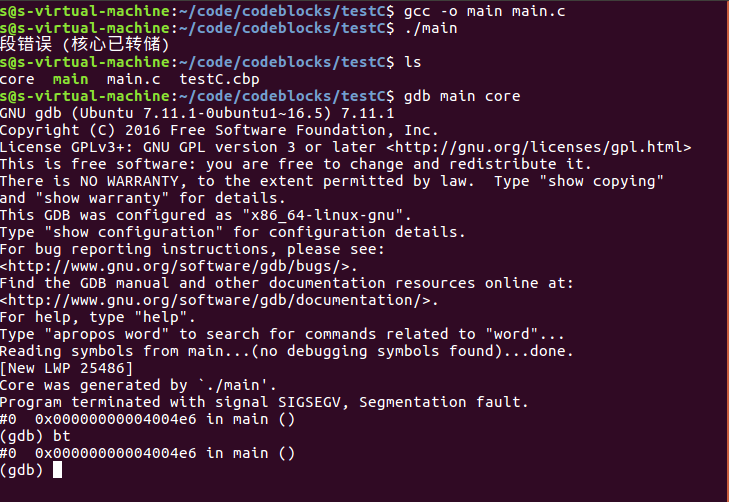 s@s-virtual-machine:~/code/codeblocks/testC$ gcc -o main main.c
s@s-virtual-machine:~/code/codeblocks/testC$ ./main
段错误 (核心已转储)
s@s-virtual-machine:~/code/codeblocks/testC$ ls
core  main  main.c  testC.cbp
s@s-virtual-machine:~/code/codeblocks/testC$ gdb main core
GNU gdb (Ubuntu 7.11.1-0ubuntu1~16.5) 7.11.1
Copyright (C) 2016 Free Software Foundation, Inc.
License GPLv3+: GNU GPL version 3 or later <http://gnu.org/licenses/gpl.html>
This is free software: you are free to change and redistribute it.
There is NO WARRANTY, to the extent permitted by law.  Type "show copying"
and "show warranty" for details.
This GDB was configured as "x86_64-linux-gnu".
Type "show configuration" for configuration details.
For bug reporting instructions, please see:
<http://www.gnu.org/software/gdb/bugs/>.
Find the GDB manual and other documentation resources online at:
<http://www.gnu.org/software/gdb/documentation/>.
For help, type "help".
Type "apropos word" to search for commands related to "word"...
Reading symbols from main...(no debugging symbols found)...done.
[New LWP 25486]
Core was generated by `./main'.
Program terminated with signal SIGSEGV, Segmentation fault.
#0  0x00000000004004e6 in main ()
(gdb) bt
#0  0x00000000004004e6 in main ()
(gdb)